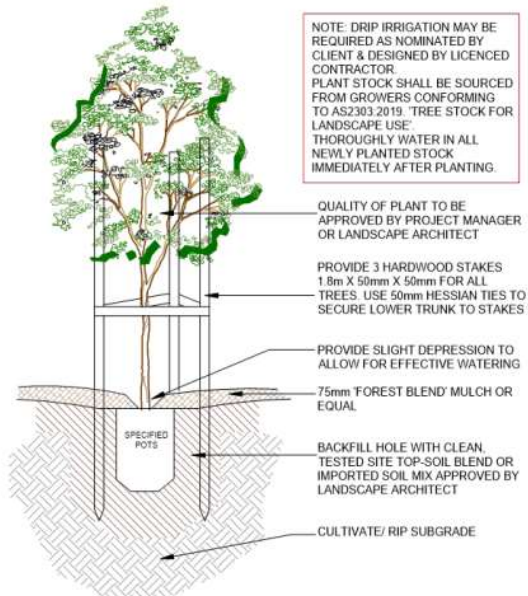 NOTE: DRIP IRRIGATION MAY BE
REQUIRED AS NOMINATED BY
CLIENT & DESIGNED BY LICENCED
CONTRACTOR.
PLANT STOCK SHALL BE SOURCED
FROM GROWERS CONFORMING
TO AS2303:2019. 'TREE STOCK FOR
LANDSCAPE USE'.
THOROUGHLY WATER IN ALL
NEWLY PLANTED STOCK
IMMEDIATELY AFTER PLANTING.
QUALITY OF PLANT TO BE
APPROVED BY PROJECT MANAGER
OR LANDSCAPE ARCHITECT
PROVIDE 3 HARDWOOD STAKES
1.8m X 50mm X 50mm FOR ALL
TREES. USE 50mm HESSIAN TIES TO
SECURE LOWER TRUNK TO STAKES
PROVIDE SLIGHT DEPRESSION TO
ALLOW FOR EFFECTIVE WATERING
75mm 'FOREST BLEND' MULCH OR
EQUAL
SPECIFIED
POTS
BACKFILL HOLE WITH CLEAN,
TESTED SITE TOP-SOIL BLEND OR
IMPORTED SOIL MIX APPROVED BY
LANDSCAPE ARCHITECT
CULTIVATE/ RIP SUBGRADE